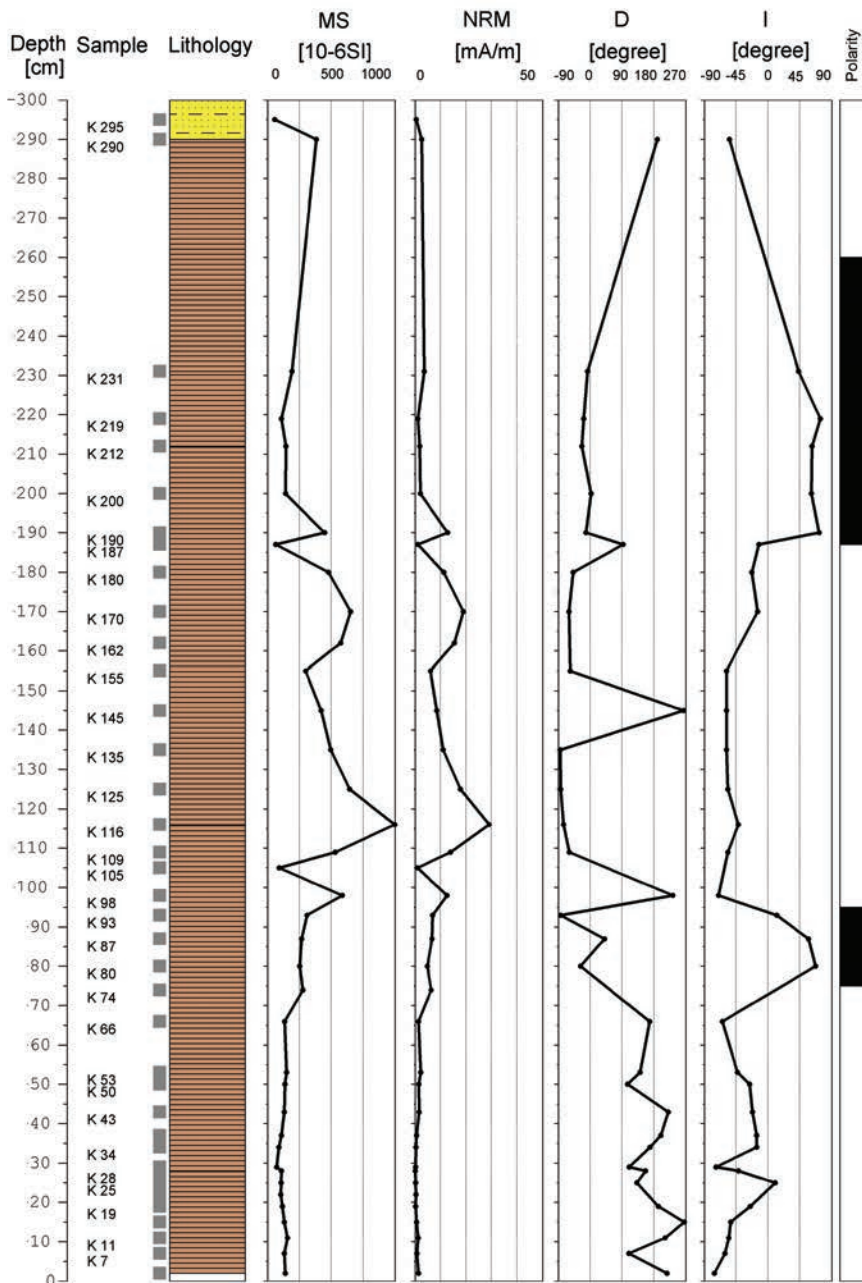 MS NRM D I
Depth Sample Lithology [10-6SI] [mA/m] [degree] [degree] Polarity
[cm] 0 500 1000 0 50 -90 0 90 180 270 -90 -45 0 45 90
-300
K 295
-290
K 290
-280
-270
-260
-250
-240
-230
K 231
-220
K 219
-210
K 212
-200
K 200
-190
K 190
K 187
-180
K 180
-170
K 170
-160
K 162
K 155
-150
K 145
-140
K 135
-130
K 125
-120
K 116
-110
K 109
K 105
-100
K 98
-90
K 93
K 87
-80
K 80
K 74
-70
K 66
-60
K 53
-50
K 50
-40
K 43
K 34
-30
K 28
K 25
-20
K 19
-10
K 11
K 7
0